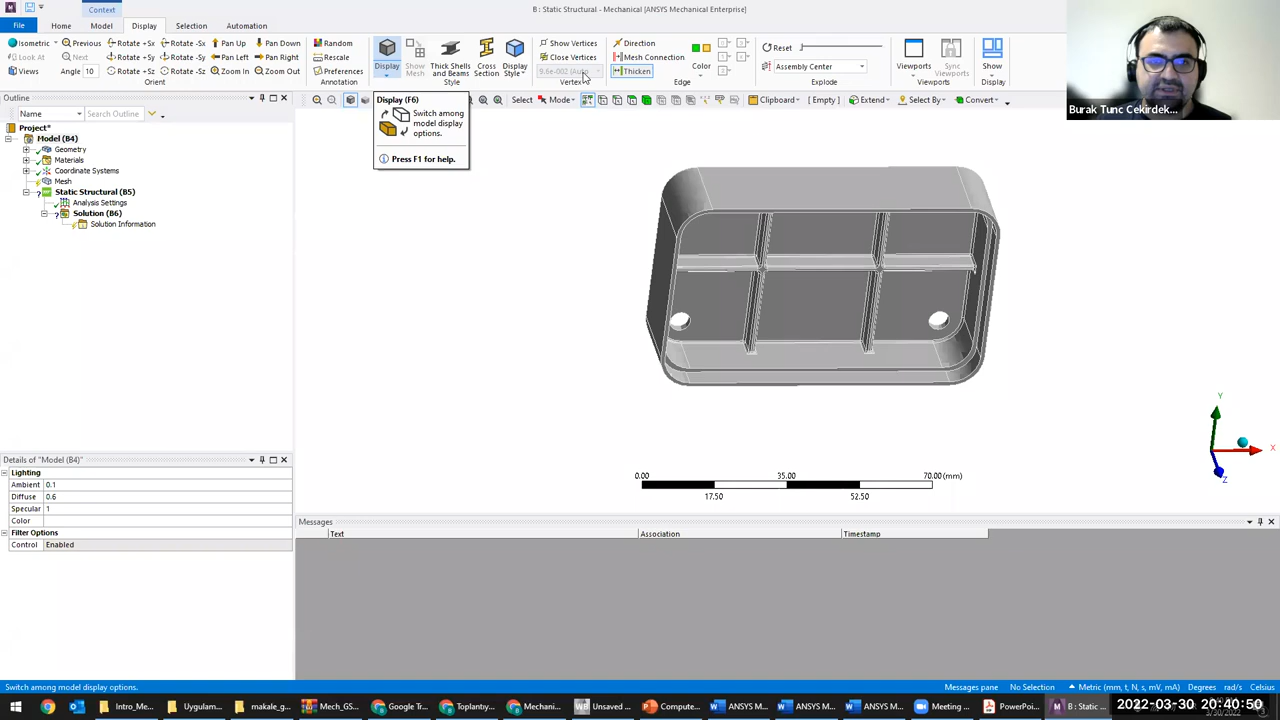 Context
B : Static Structural - Mechanical [ANSYS Mechanical Enterprise]
File Home Model Display Selection Automation
Isometric Previous Rotate +Sx Rotate -Sx Pan Up Pan Down
Look At Next Rotate +Sy Rotate -Sy Pan Left Pan Right
Views Angle 10 Rotate +Sz Rotate -Sz Zoom In Zoom Out
Orient
Random
Rescale
Preferences
Annotation
Display
Show Mesh
Thick Shells and Beams
Cross Section
Display Style
Style
Show Vertices
Close Vertices
9.6e-002 (Auto
Vertex
Direction
Mesh Connection
Thicken
Color
Edge
Reset
Assembly Center
Explode
Viewports
Sync Viewports
Viewports
Show
Display
Burak Tunc Cekirdek...
Outline
Name Search Outline
Select Mode Clipboard [ Empty ] Extend Select By Convert
Display (F6)
Switch among
model display
options.
Press F1 for help.
Project*
Model (B4)
Geometry
Materials
Coordinate Systems
Mesh
Static Structural (B5)
Analysis Settings
Solution (B6)
Solution Information
Y
X
Z
0.00 35.00 70.00 (mm)
17.50 52.50
Details of "Model (B4)"
Lighting
Ambient 0.1
Diffuse 0.6
Specular 1
Color
Filter Options
Control Enabled
Messages
Text Association Timestamp
Switch among model display options.
Messages pane No Selection Metric (mm, t, N, s, mV, mA) Degrees rad/s Celsius
Intro_Me... Uygulam... makale_g... Mech_GS... Google Tr... Toplantıy... Mechani... Unsaved ... Compute... ANSYS M... ANSYS M... ANSYS M... Meeting ... PowerPoi... B : Static ...
2022-03-30 20:40:50